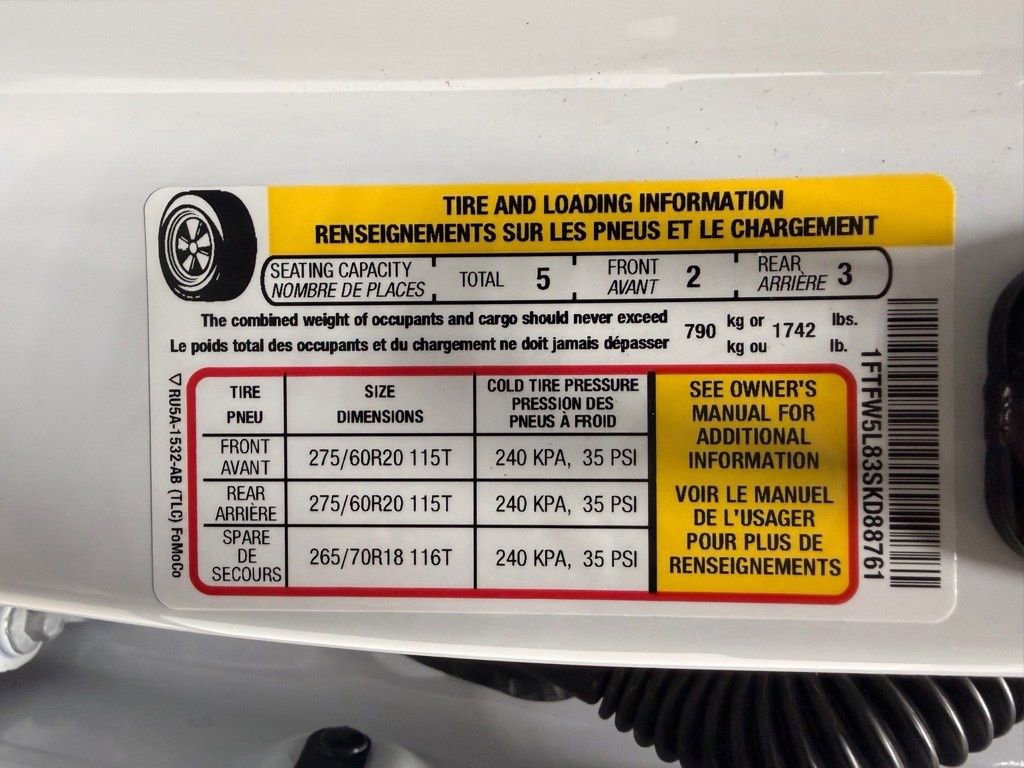 TIRE AND LOADING INFORMATION
RENSEIGNEMENTS SUR LES PNEUS ET LE CHARGEMENT
SEATING CAPACITY TOTAL 5 FRONT 2 REAR 3
NOMBRE DE PLACES AVANT ARRIÈRE
The combined weight of occupants and cargo should never exceed 790 kg or 1742 lbs.
Le poids total des occupants et du chargement ne doit jamais dépasser kg ou lb.
TIRE SIZE COLD TIRE PRESSURE
PNEU DIMENSIONS PRESSION DES
PNEUS À FROID
FRONT
AVANT 275/60R20 115T 240 KPA, 35 PSI
REAR
ARRIÈRE 275/60R20 115T 240 KPA, 35 PSI
SPARE
DE
SECOURS 265/70R18 116T 240 KPA, 35 PSI
SEE OWNER'S
MANUAL FOR
ADDITIONAL
INFORMATION
VOIR LE MANUEL
DE L'USAGER
POUR PLUS DE
RENSEIGNEMENTS
1FTFW5L83SKD88761
RU5A-1532-AB (TLC) FoMoCo